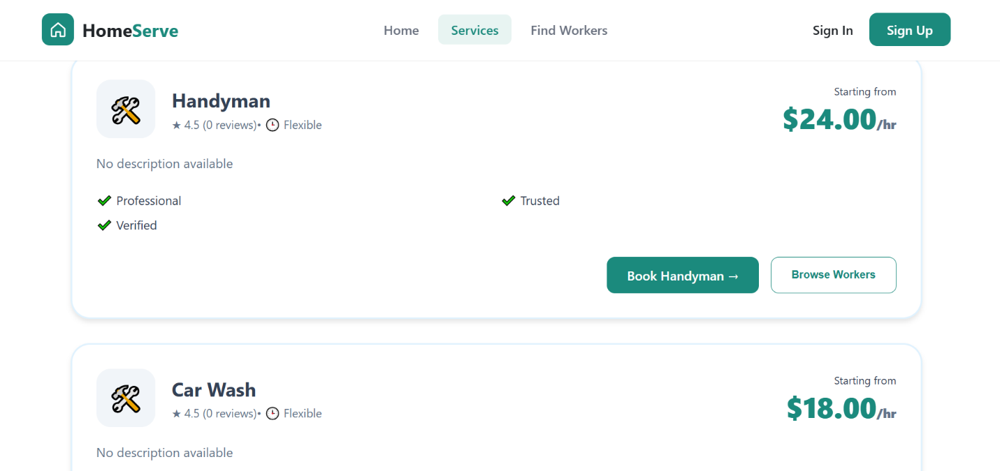 HomeServe
Home
Services
Find Workers
Sign In
Sign Up
Handyman
★ 4.5 (0 reviews)• 🕒 Flexible
Starting from
$24.00/hr
No description available
✔ Professional
✔ Trusted
✔ Verified
Book Handyman →
Browse Workers
Car Wash
★ 4.5 (0 reviews)• 🕒 Flexible
Starting from
$18.00/hr
No description available